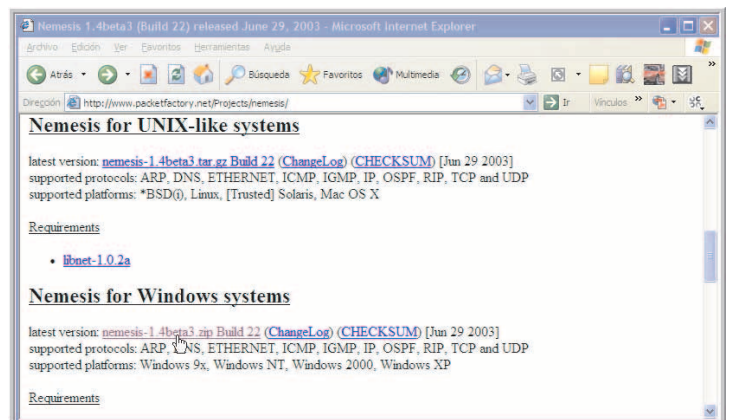 Nemesis 1.4beta3 (Build 22) released June 29, 2003 - Microsoft Internet Explorer
Archivo Edición Ver Favoritos Herramientas Ayuda
Atrás Búsqueda Favoritos Multimedia
Dirección http://www.packetfactory.net/Projects/nemesis/ Ir Vínculos
Nemesis for UNIX-like systems
latest version: nemesis-1.4beta3.tar.gz Build 22 (ChangeLog) (CHECKSUM) [Jun 29 2003]
supported protocols: ARP, DNS, ETHERNET, ICMP, IGMP, IP, OSPF, RIP, TCP and UDP
supported platforms: *BSD(i), Linux, [Trusted] Solaris, Mac OS X
Requirements
• libnet-1.0.2a
Nemesis for Windows systems
latest version: nemesis-1.4beta3.zip Build 22 (ChangeLog) (CHECKSUM) [Jun 29 2003]
supported protocols: ARP, DNS, ETHERNET, ICMP, IGMP, IP, OSPF, RIP, TCP and UDP
supported platforms: Windows 9x, Windows NT, Windows 2000, Windows XP
Requirements